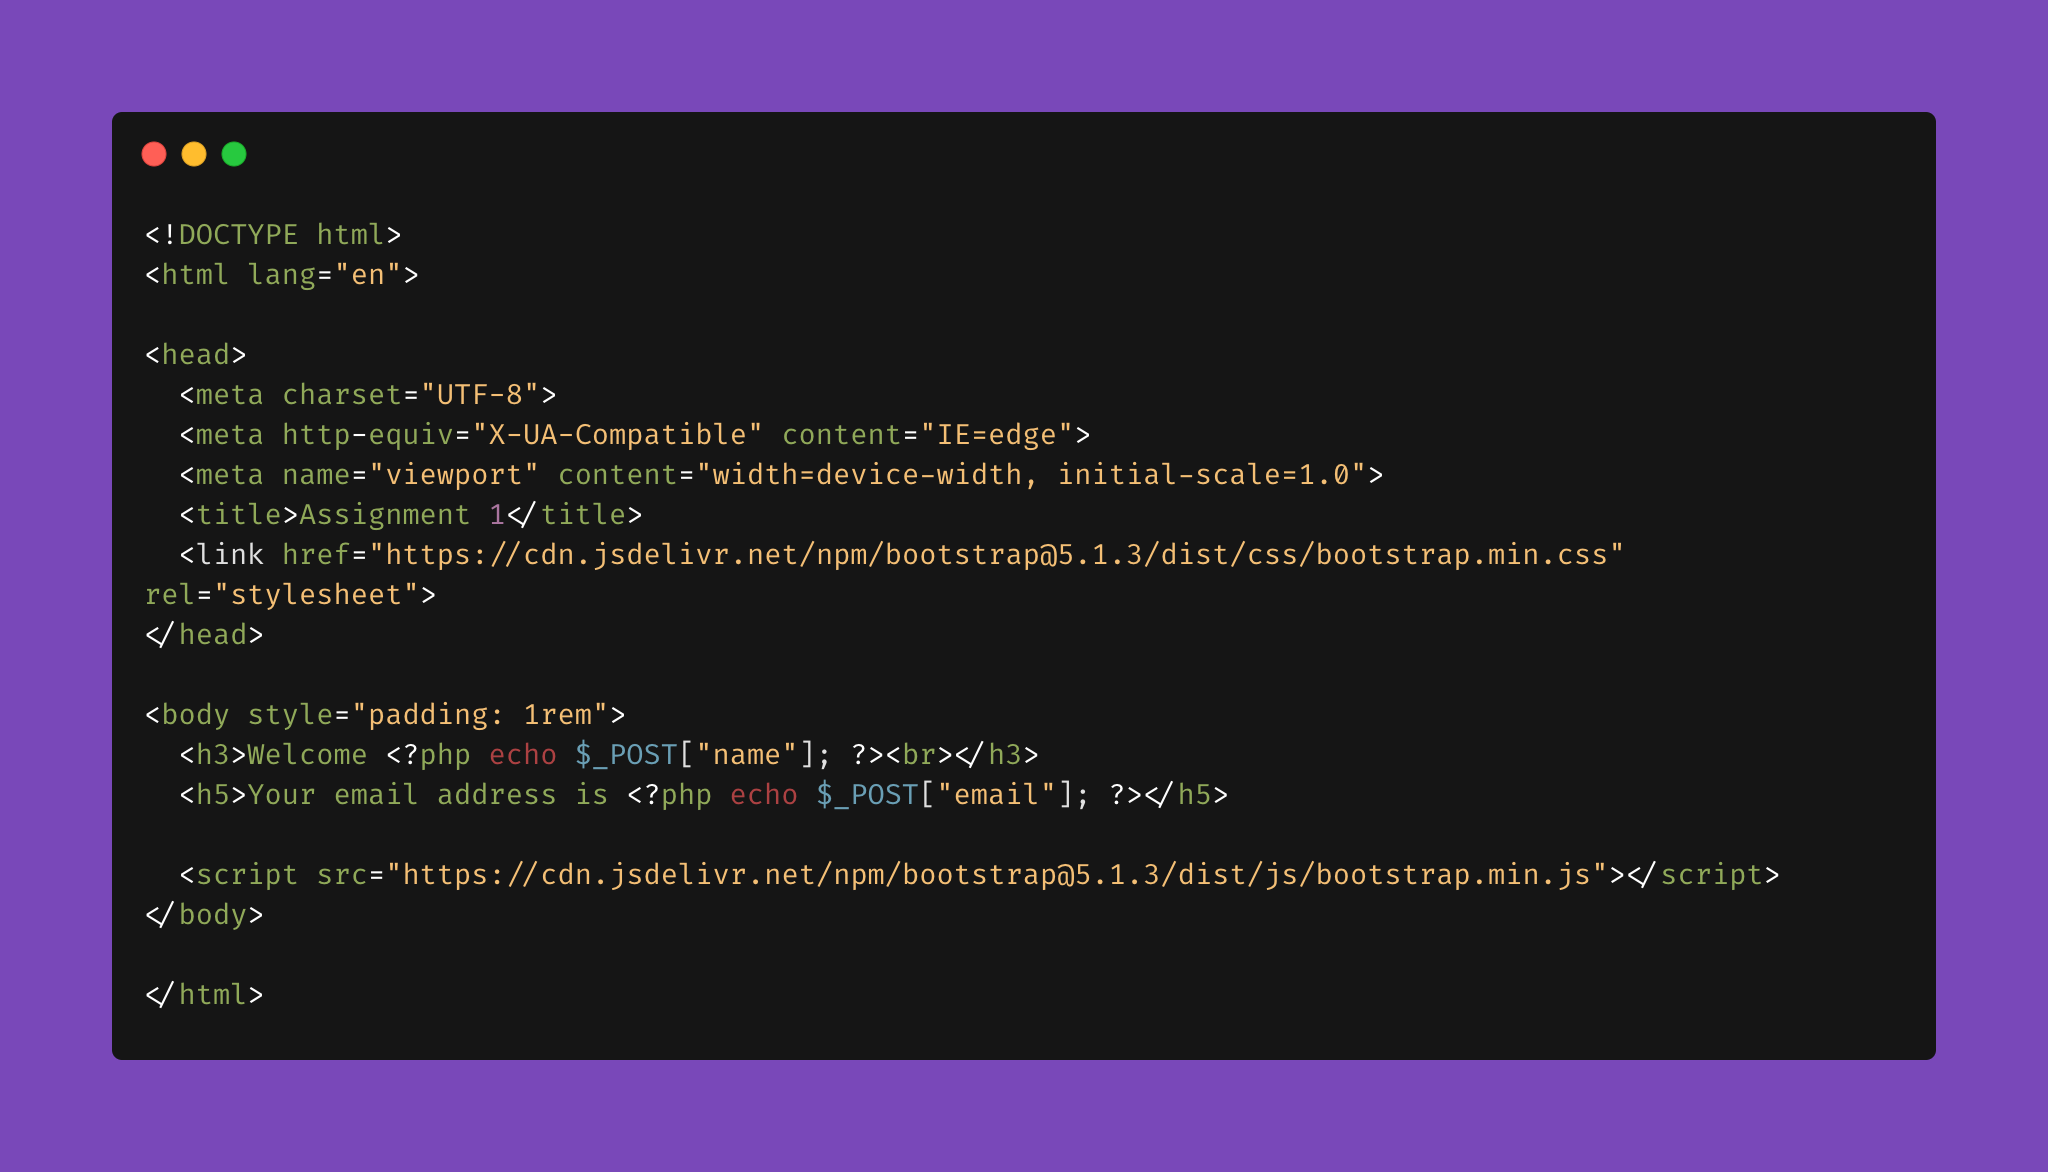 <!DOCTYPE html>
<html lang="en">

<head>
  <meta charset="UTF-8">
  <meta http-equiv="X-UA-Compatible" content="IE=edge">
  <meta name="viewport" content="width=device-width, initial-scale=1.0">
  <title>Assignment 1</title>
  <link href="https://cdn.jsdelivr.net/npm/bootstrap@5.1.3/dist/css/bootstrap.min.css"
rel="stylesheet">
</head>

<body style="padding: 1rem">
  <h3>Welcome <?php echo $_POST["name"]; ?><br></h3>
  <h5>Your email address is <?php echo $_POST["email"]; ?></h5>

  <script src="https://cdn.jsdelivr.net/npm/bootstrap@5.1.3/dist/js/bootstrap.min.js"></script>
</body>

</html>